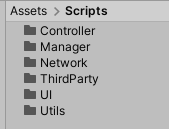 Assets > Scripts
Controller
Manager
Network
ThirdParty
UI
Utils